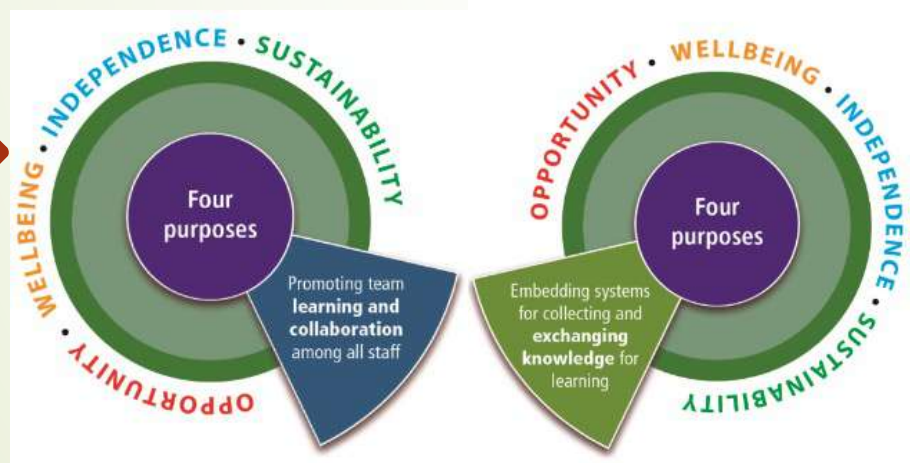 OPPORTUNITY • WELLBEING • INDEPENDENCE • SUSTAINABILITY
Four
purposes
Promoting team
learning and
collaboration
among all staff
OPPORTUNITY • WELLBEING • INDEPENDENCE • SUSTAINABILITY
Four
purposes
Embedding systems
for collecting and
exchanging
knowledge for
learning